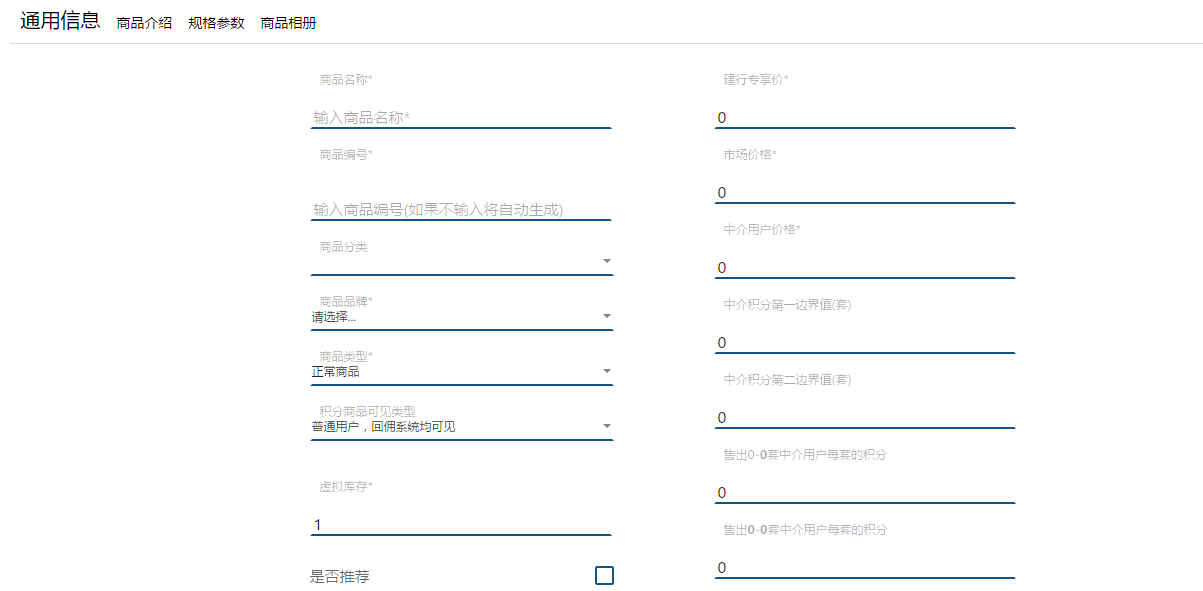 通用信息 商品介绍 规格参数 商品相册
商品名称*
输入商品名称*
商品编号*
输入商品编号(如果不输入将自动生成)
商品分类
商品品牌*
请选择...
商品类型*
正常商品
积分商品可见类型
普通用户，回佣系统均可见
虚拟库存*
1
是否推荐
建行专享价*
0
市场价格*
0
中介用户价格*
0
中介积分第一边界值(套)
0
中介积分第二边界值(套)
0
售出0-0套中介用户每套的积分
0
售出0-0套中介用户每套的积分
0